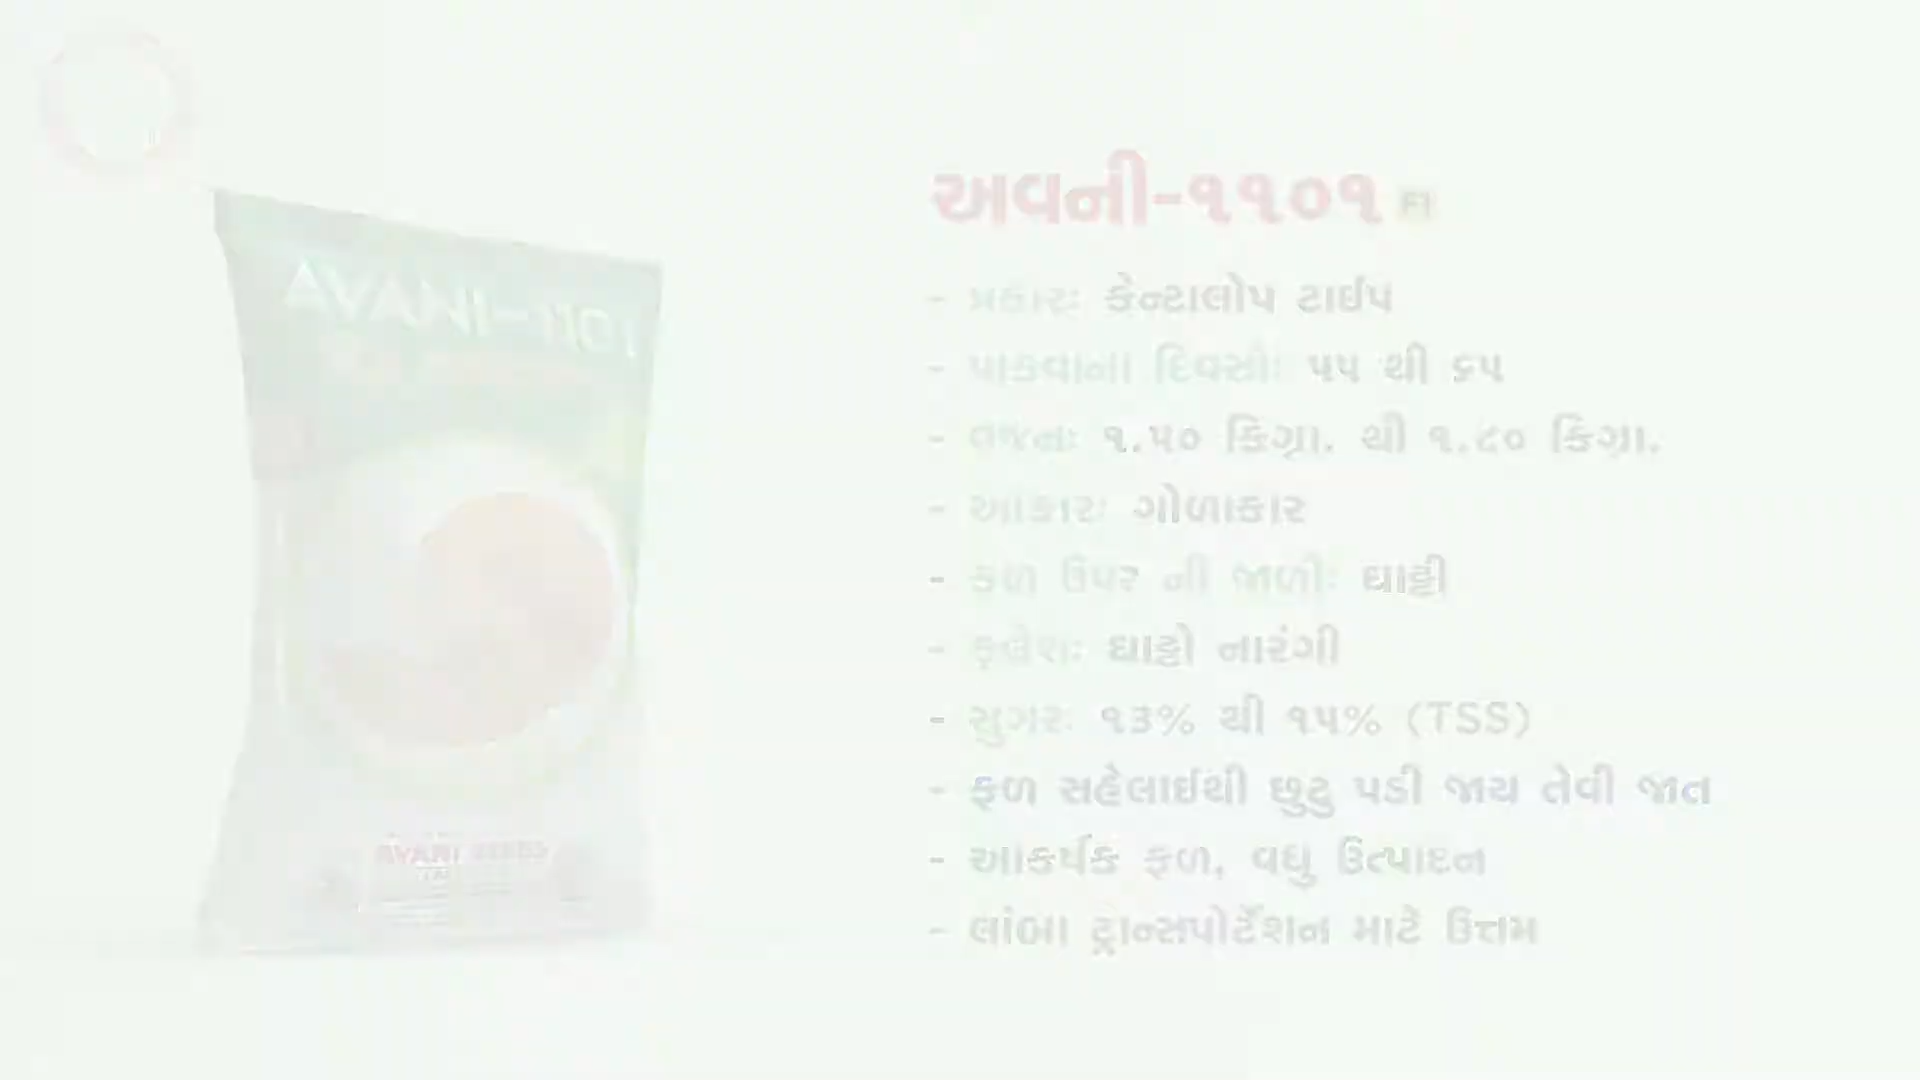 અવની-૧૧૦૧ F1
- પ્રકાર: કેન્ટાલોપ ટાઈપ
- પાકવાના દિવસો: ૫૫ થી ૬૫
- વજન: ૧.૫૦ કિગ્રા. થી ૧.૮૦ કિગ્રા.
- આકાર: ગોળાકાર
- ફળ ઉપર ની જાળી: ઘાટ્ટી
- ફ્લેશ: ઘાટ્ટો નારંગી
- સુગર: ૧૩% થી ૧૫% (TSS)
- ફળ સહેલાઈથી છુટુ પડી જાય તેવી જાત
- આકર્ષક ફળ, વધુ ઉત્પાદન
- લાંબા ટ્રાન્સપોર્ટેશન માટે ઉત્તમ
AVANI-1101
AVANI SEEDS